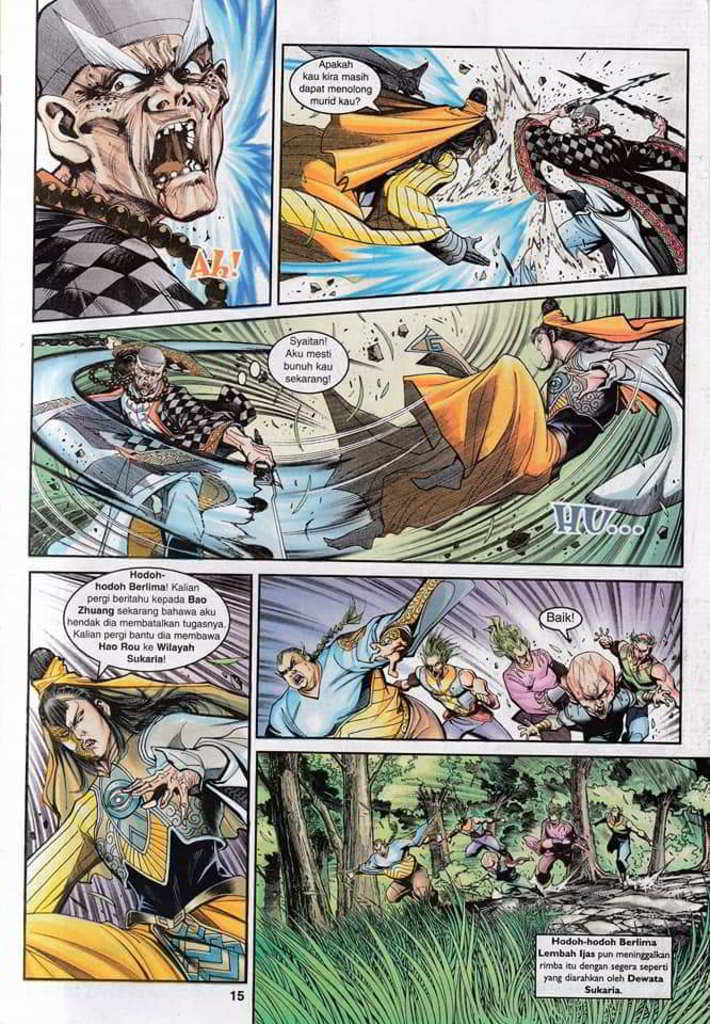 AH!
Apakah
kau kira masih
dapat menolong
murid kau?
Syaitan!
Aku mesti
bunuh kau
sekarang!
HU...
Hodoh-
hodoh Berlima! Kalian
pergi beritahu kepada Bao
Zhuang sekarang bahawa aku
hendak dia membatalkan tugasnya.
Kalian pergi bantu dia membawa
Hao Rou ke Wilayah
Sukaria!
Baik!
Hodoh-hodoh Berlima
Lembah Ijas pun meninggalkan
rimba itu dengan segera seperti
yang diarahkan oleh Dewata
Sukaria.
15